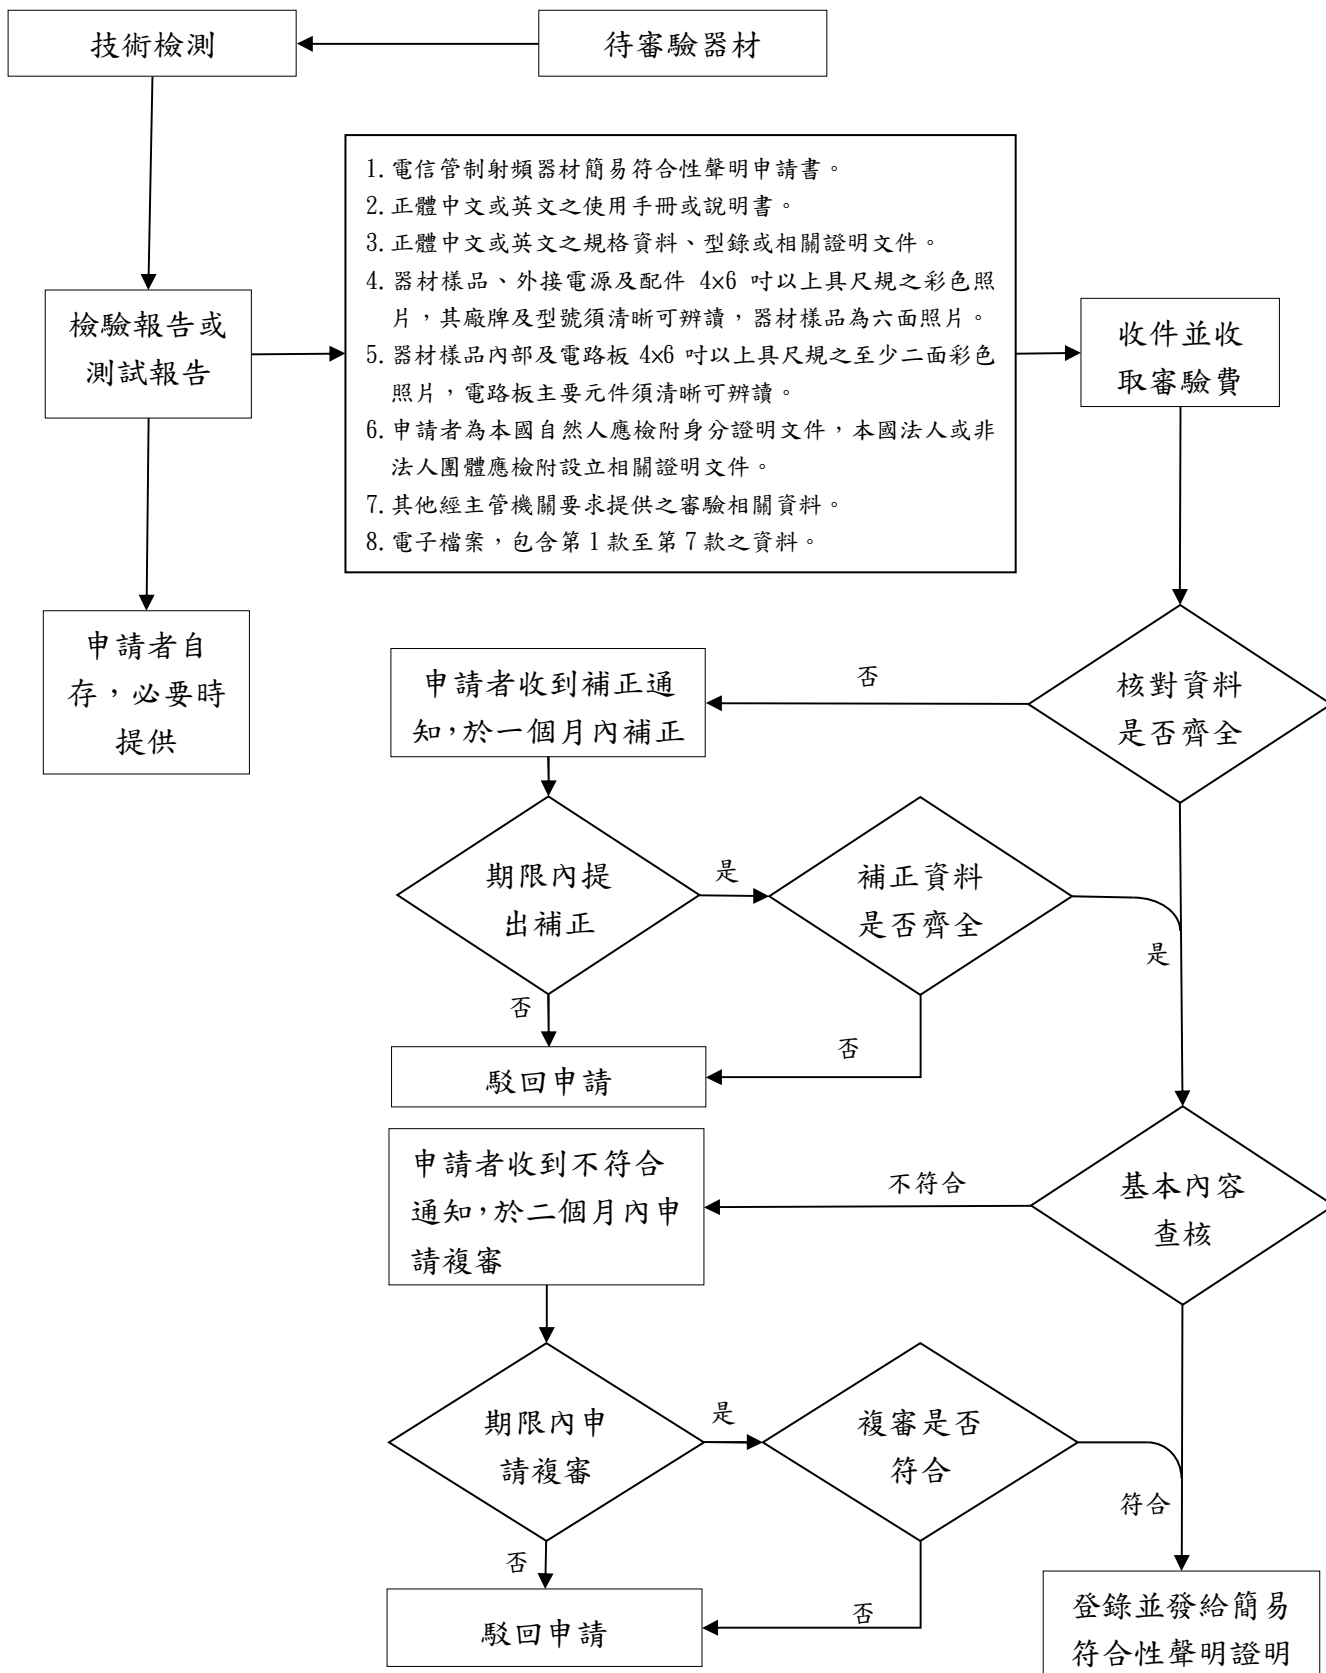 技術檢測
待審驗器材
1.電信管制射頻器材簡易符合性聲明申請書。
2.正體中文或英文之使用手冊或說明書。
3.正體中文或英文之規格資料、型錄或相關證明文件。
4.器材樣品、外接電源及配件 4×6 吋以上具尺規之彩色照
片，其廠牌及型號須清晰可辨讀，器材樣品為六面照片。
5.器材樣品內部及電路板 4×6 吋以上具尺規之至少二面彩色
照片，電路板主要元件須清晰可辨讀。
6.申請者為本國自然人應檢附身分證明文件，本國法人或非
法人團體應檢附設立相關證明文件。
7.其他經主管機關要求提供之審驗相關資料。
8.電子檔案，包含第 1 款至第 7 款之資料。
檢驗報告或
測試報告
收件並收
取審驗費
申請者自
存，必要時
提供
核對資料
是否齊全
否
申請者收到補正通
知，於一個月內補正
期限內提
出補正
是
補正資料
是否齊全
是
否
否
駁回申請
基本內容
查核
不符合
申請者收到不符合
通知，於二個月內申
請複審
期限內申
請複審
是
複審是否
符合
符合
否
否
駁回申請
登錄並發給簡易
符合性聲明證明